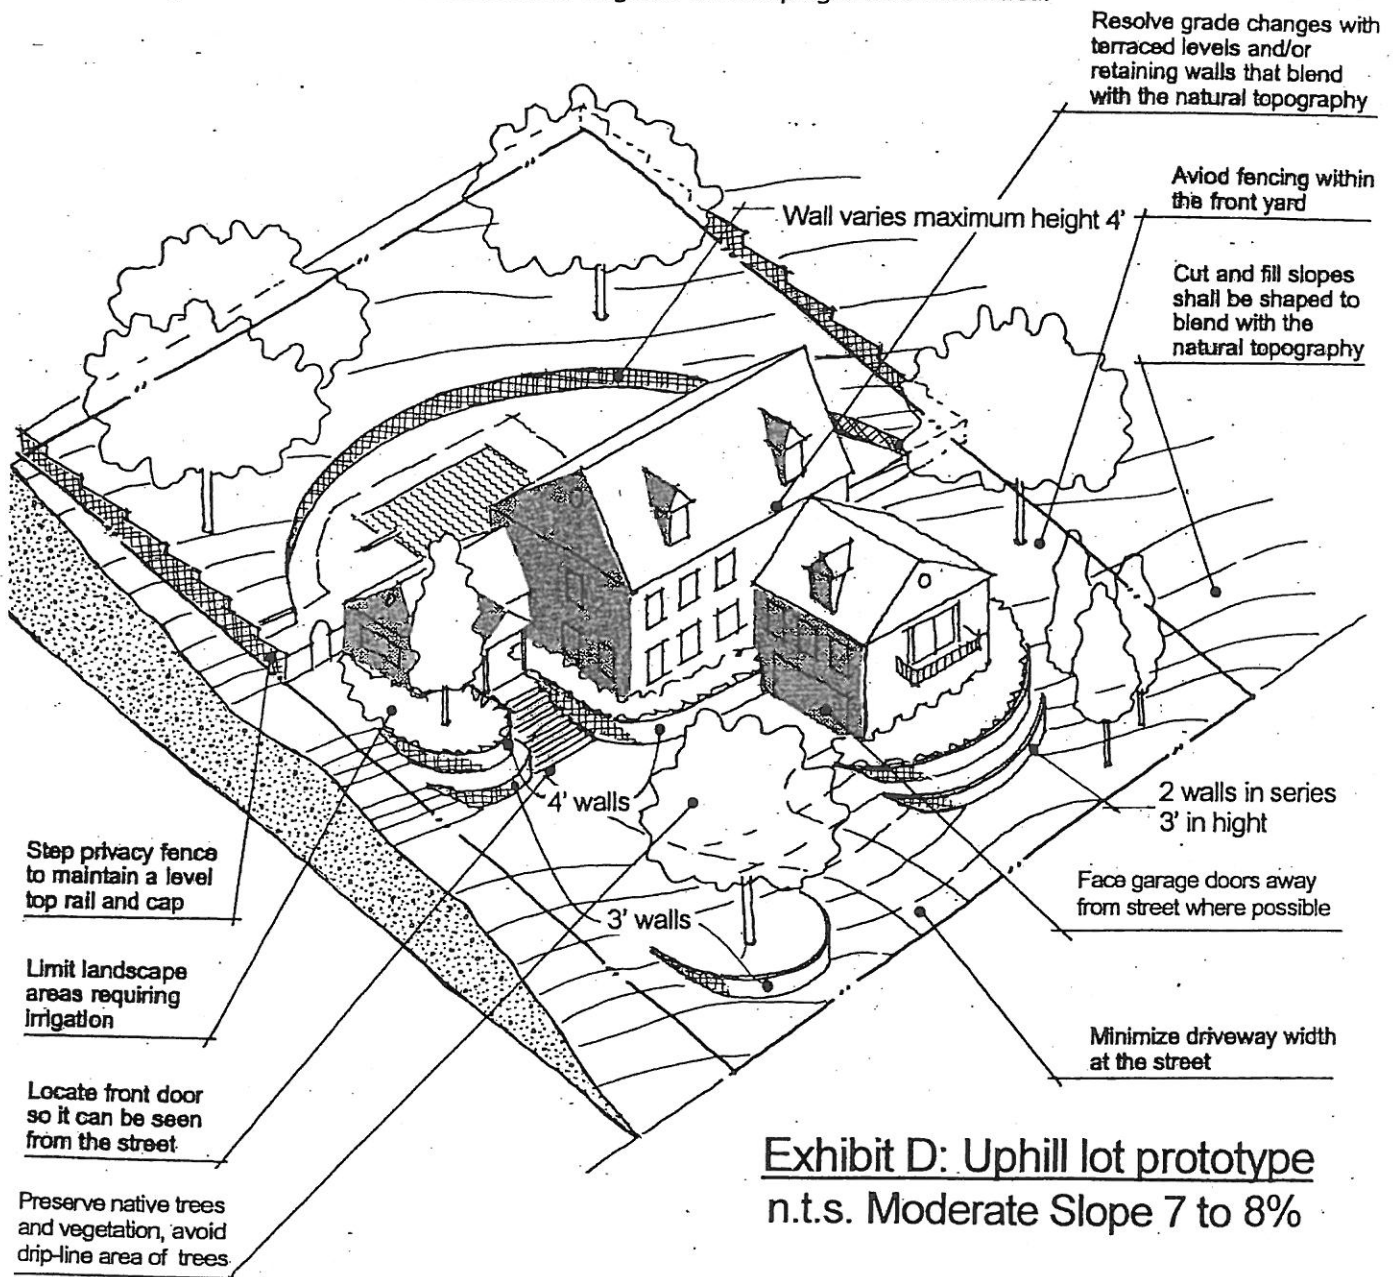 Resolve grade changes with
terraced levels and/or
retaining walls that blend
with the natural topography
Aviod fencing within
the front yard
Wall varies maximum height 4'
Cut and fill slopes
shall be shaped to
blend with the
natural topography
4' walls
2 walls in series
3' in hight
Step privacy fence
to maintain a level
top rail and cap
Face garage doors away
from street where possible
3' walls
Limit landscape
areas requiring
irrigation
Minimize driveway width
at the street
Locate front door
so it can be seen
from the street
Preserve native trees
and vegetation, avoid
drip-line area of trees
Exhibit D: Uphill lot prototype
n.t.s. Moderate Slope 7 to 8%